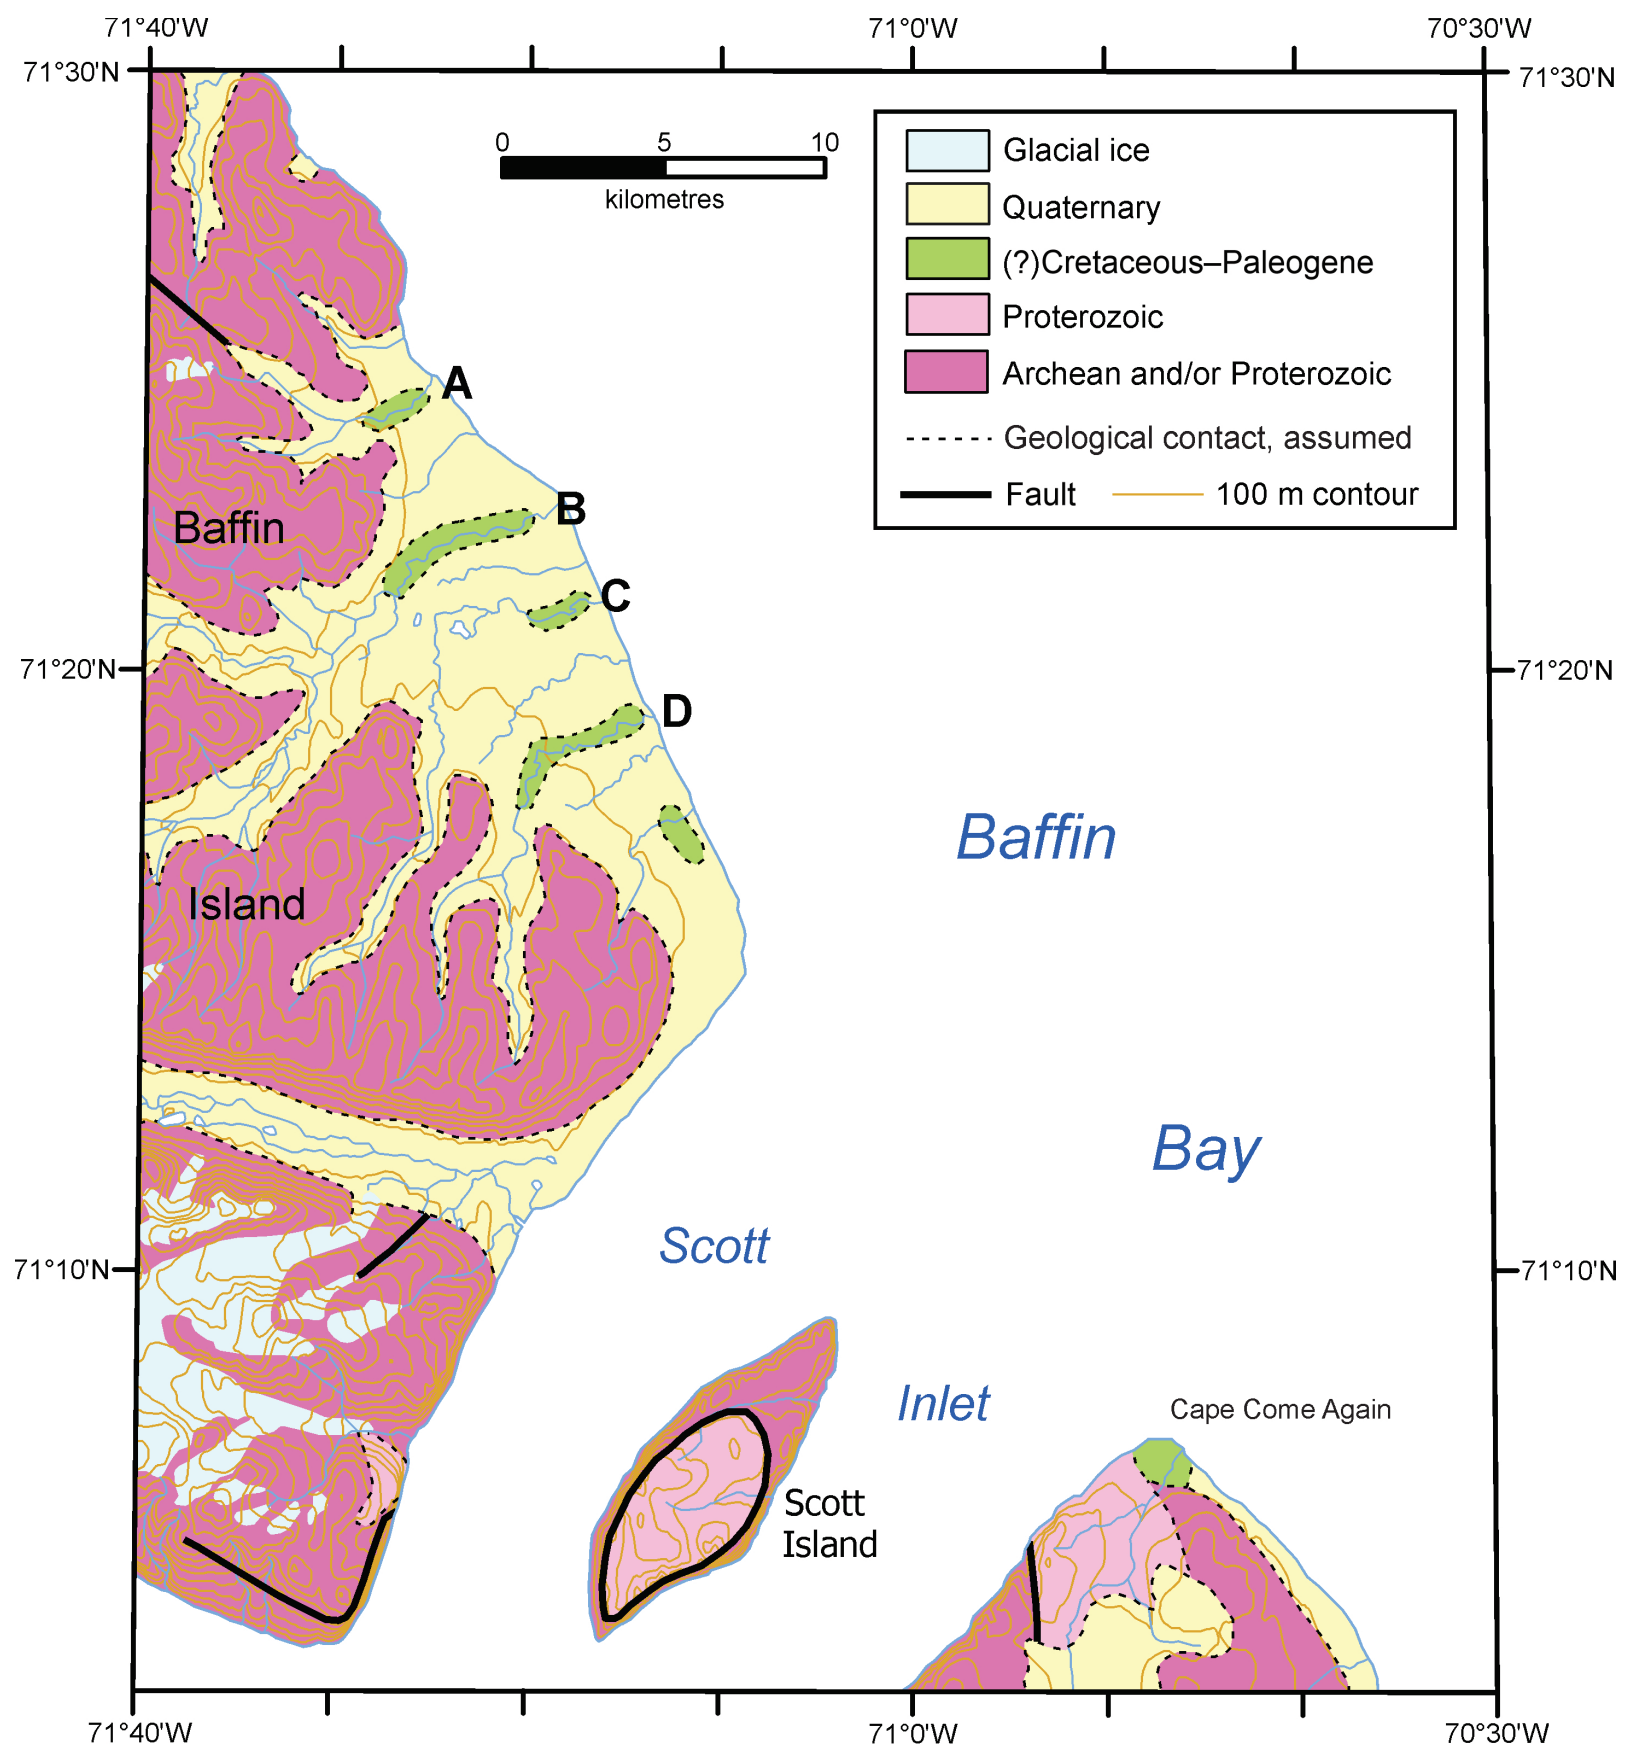 71°40'W 71°0'W 70°30'W
71°30'N 71°30'N
0 5 10
kilometres
Glacial ice
Quaternary
(?)Cretaceous–Paleogene
Proterozoic
Archean and/or Proterozoic
Geological contact, assumed
Fault 100 m contour
A
B
Baffin
C
71°20'N 71°20'N
D
Baffin
Island
Bay
Scott
71°10'N 71°10'N
Inlet
Cape Come Again
Scott
Island
71°40'W 71°0'W 70°30'W